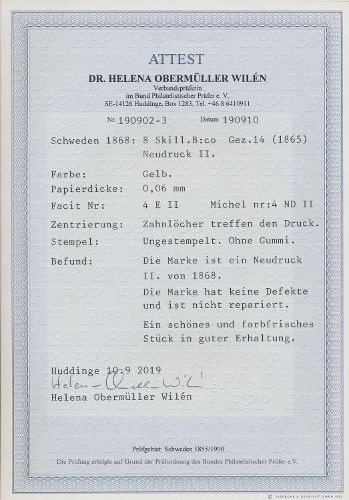 ATTEST
DR. HELENA OBERMÜLLER WILÉN
Verbandsprüferin
im Bund Philatelistischer Prüfer e. V.
SE-14126 Huddinge, Box 1283, Tel. +46 8 6410911
Nr. 190902-3 Datum 190910
Schweden 1868: 8 Skill.B:co Gez.14 (1865)
Neudruck II.
Farbe: Gelb.
Papierdicke: 0,06 mm
Facit Nr: 4 E II Michel nr:4 ND II
Zentrierung: Zahnlöcher treffen den Druck.
Stempel: Ungestempelt. Ohne Gummi.
Befund: Die Marke ist ein Neudruck
II. von 1868.
Die Marke hat keine Defekte
und ist nicht repariert.
Ein schönes und farbfrisches
Stück in guter Erhaltung.
Huddinge 10.9 2019
Helena Obermüller Wilén
Helena Obermüller Wilén
Prüfgebiet: Schweden 1855/1900
Die Prüfung erfolgte auf Grund der Prüfordnung des Bundes Philatelistischer Prüfer e.V.